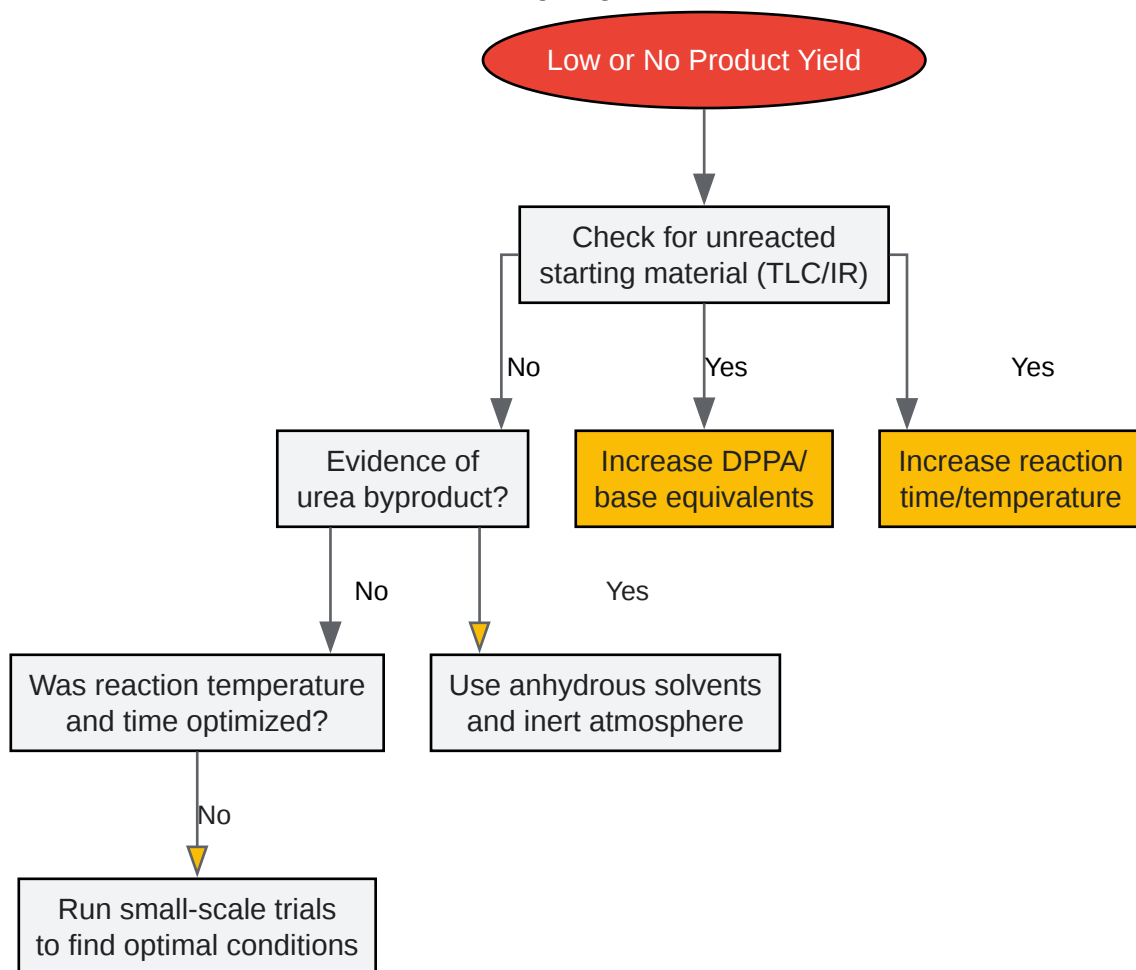 Low or No Product Yield
Check for unreacted
starting material (TLC/IR)
No
Yes
Yes
Evidence of
urea byproduct?
Increase DPPA/
base equivalents
Increase reaction
time/temperature
No
Yes
Was reaction temperature
and time optimized?
Use anhydrous solvents
and inert atmosphere
No
Run small-scale trials
to find optimal conditions